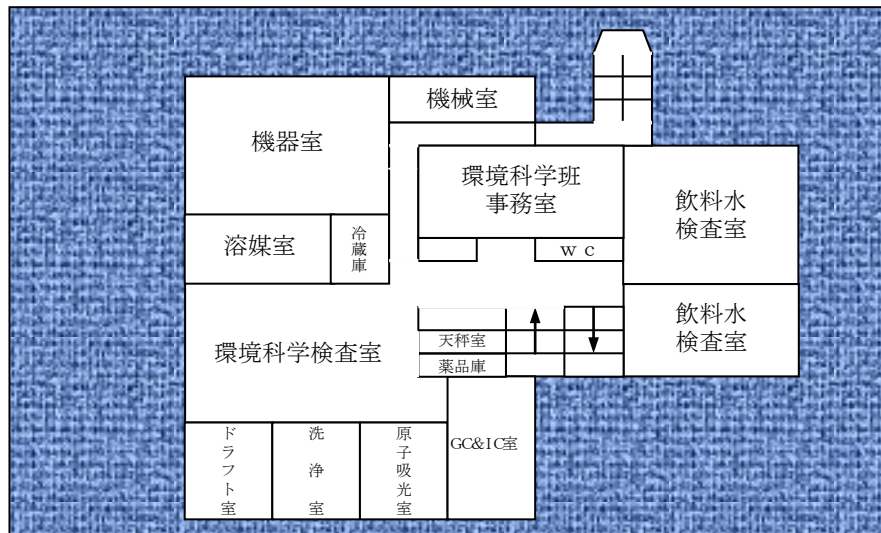 機械室
機器室
環境科学班
事務室
飲料水
検査室
溶媒室
冷蔵庫
WC
飲料水
検査室
環境科学検査室
天秤室
薬品庫
ドラフト室
洗浄室
原子吸光室
GC&IC室